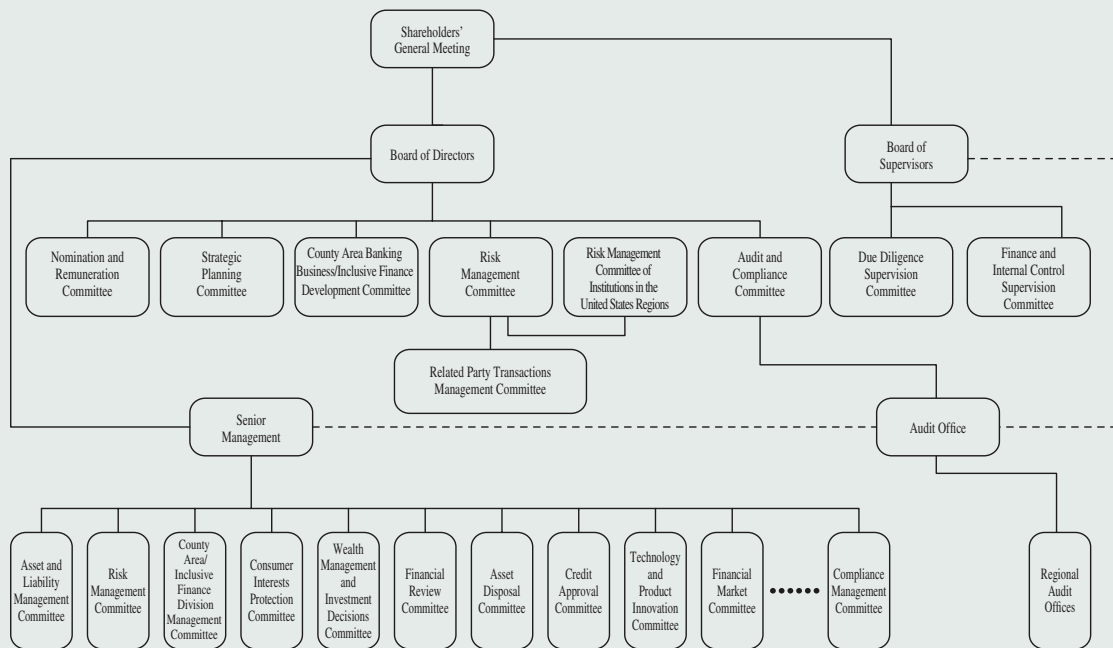 Shareholders'
General Meeting
Board of Directors
Board of
Supervisors
Nomination and
Remuneration
Committee
Strategic
Planning
Committee
County Area Banking
Business/Inclusive Finance
Development Committee
Risk
Management
Committee
Risk Management
Committee of
Institutions in the
United States Regions
Audit and
Compliance
Committee
Due Diligence
Supervision
Committee
Finance and
Internal Control
Supervision
Committee
Related Party Transactions
Management Committee
Senior
Management
Audit Office
Asset and
Liability
Management
Committee
Risk
Management
Committee
County
Area/
Inclusive
Finance
Division
Management
Committee
Consumer
Interests
Protection
Committee
Wealth
Management
and
Investment
Decisions
Committee
Financial
Review
Committee
Asset
Disposal
Committee
Credit
Approval
Committee
Technology
and
Product
Innovation
Committee
Financial
Market
Committee
••••••
Compliance
Management
Committee
Regional
Audit
Offices